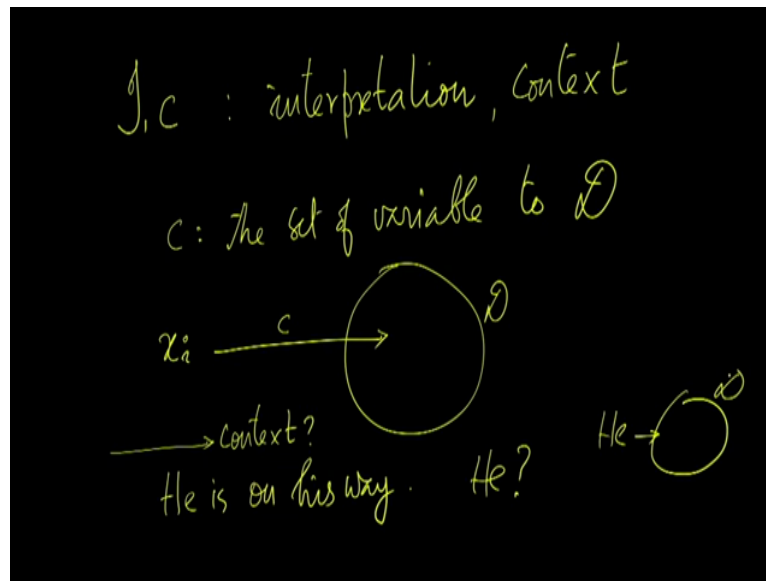 I, C : interpretation, context
C: The set of variable to D
xi C D
context?
He is on his way. He? He D